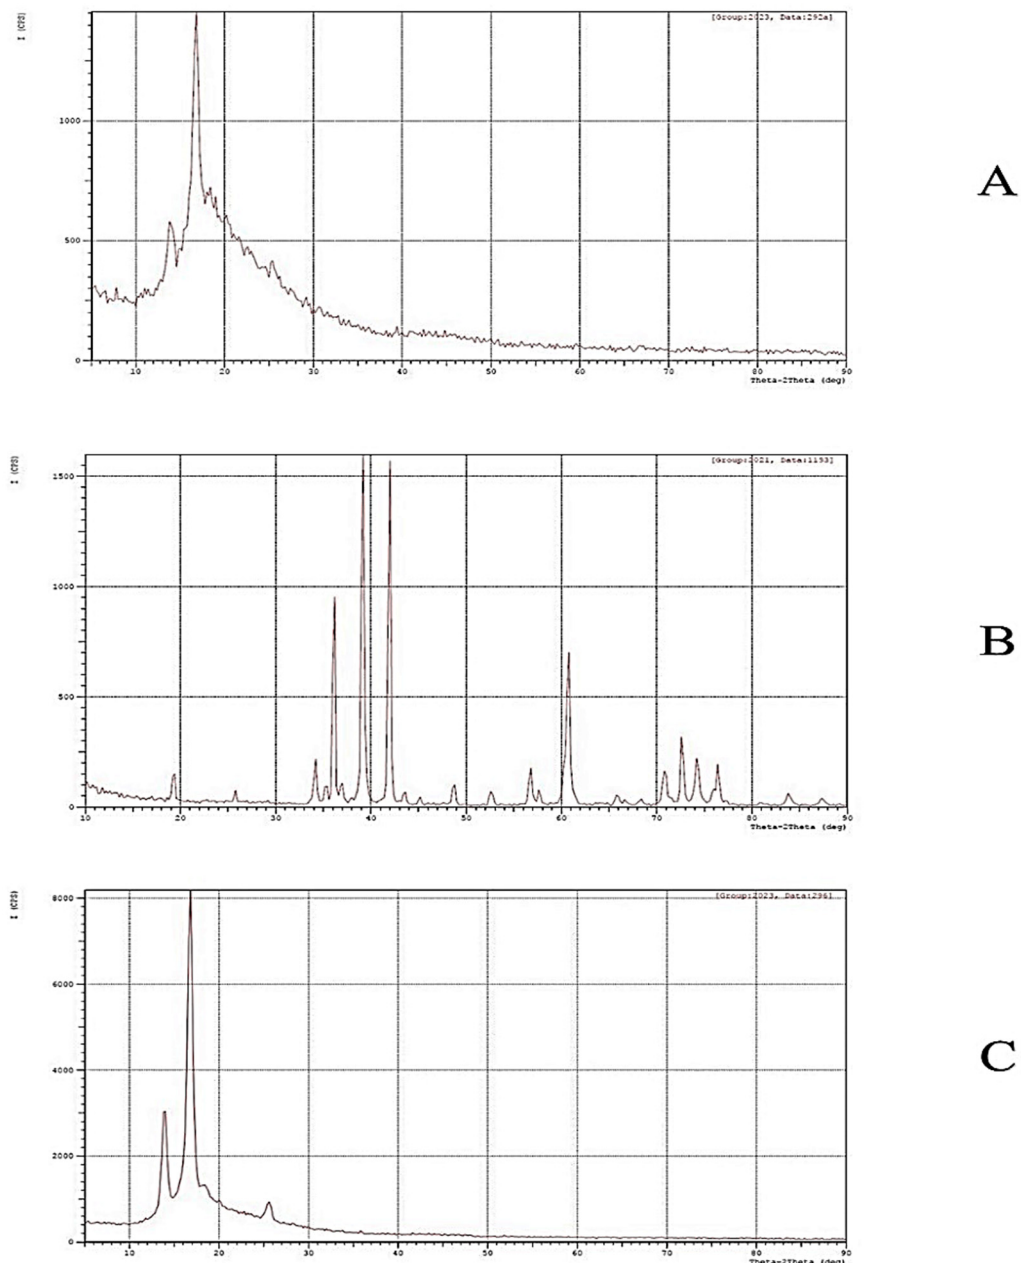 I (CPS)
[Group:2023, Data:292a]
1000
500
0
10 20 30 40 50 60 70 80 90
Theta-2Theta (deg)
A
I (CPS)
[Group:2021, Data:1193]
1500
1000
500
0
10 20 30 40 50 60 70 80 90
Theta-2Theta (deg)
B
I (CPS)
[Group:2023, Data:296]
8000
6000
4000
2000
0
10 20 30 40 50 60 70 80 90
Theta-2Theta (deg)
C